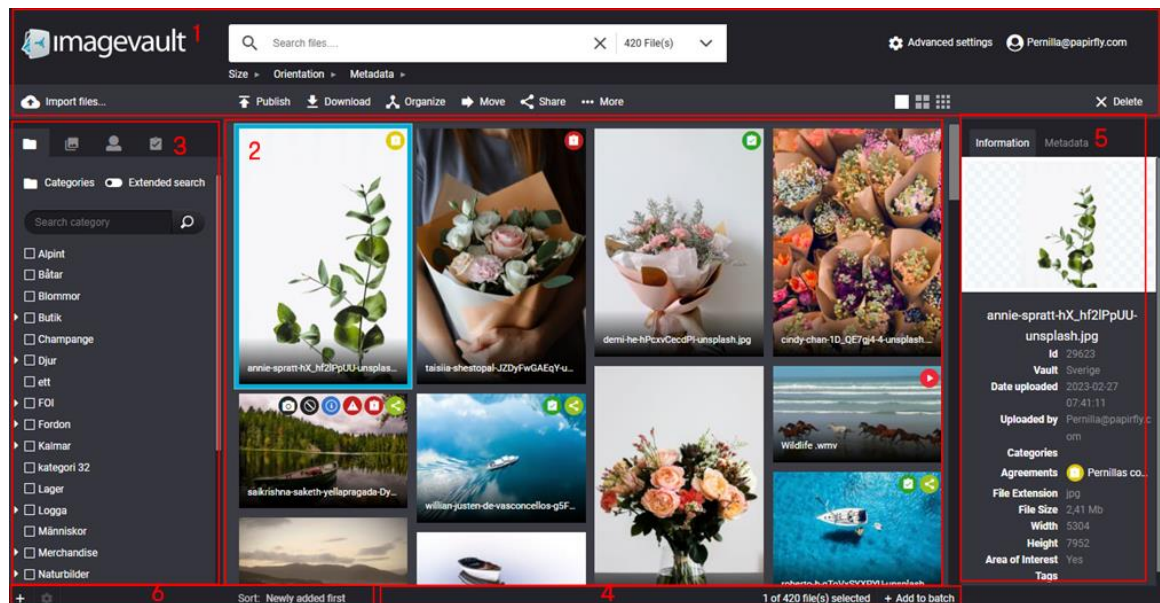 imagevault 1
Search files....
420 File(s)
Advanced settings
Pernilla@papirfly.com
Size
Orientation
Metadata
Import files...
Publish
Download
Organize
Move
Share
More
Delete
3
Categories
Extended search
Search category
Alpint
Båtar
Blommor
Butik
Champange
Djur
ett
FOI
Fordon
Kalmar
kategori 32
Lager
Logga
Människor
Merchandise
Naturbilder
2
annie-spratt-hX_hf2lPpUU-unsplas...
taisiia-shestopal-JZDyFwGAEqY-u...
demi-he-hPcxvCecdPI-unsplash.jpg
cindy-chan-1D_QE7gj4-4-unsplash....
saikrishna-saketh-yellapragada-Dy...
willian-justen-de-vasconcellos-g5F...
Wildlife .wmv
Information
Metadata 5
annie-spratt-hX_hf2lPpUU-
unsplash.jpg
Id 29623
Vault Sverige
Date uploaded 2023-02-27
07:41:11
Uploaded by Pernilla@papirfly.c
om
Categories
Agreements Pernillas co...
File Extension jpg
File Size 2,41 Mb
Width 5304
Height 7952
Area of Interest Yes
Tags
6
Sort: Newly added first
4
1 of 420 file(s) selected
+ Add to batch